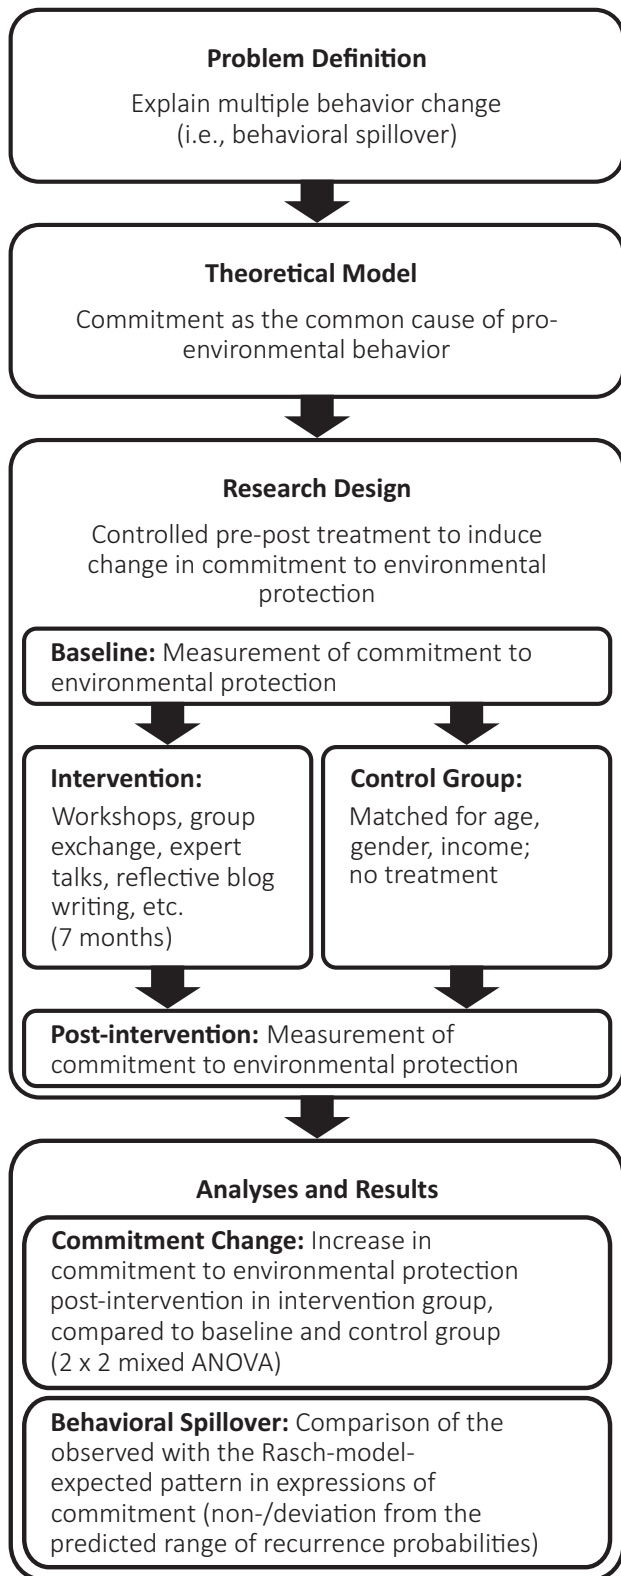 Problem Definition
Explain multiple behavior change
(i.e., behavioral spillover)
Theoretical Model
Commitment as the common cause of pro-
environmental behavior
Research Design
Controlled pre-post treatment to induce
change in commitment to environmental
protection
Baseline: Measurement of commitment to
environmental protection
Intervention:
Workshops, group
exchange, expert
talks, reflective blog
writing, etc.
(7 months)
Control Group:
Matched for age,
gender, income;
no treatment
Post-intervention: Measurement of
commitment to environmental protection
Analyses and Results
Commitment Change: Increase in
commitment to environmental protection
post-intervention in intervention group,
compared to baseline and control group
(2 x 2 mixed ANOVA)
Behavioral Spillover: Comparison of the
observed with the Rasch-model-
expected pattern in expressions of
commitment (non-/deviation from the
predicted range of recurrence probabilities)